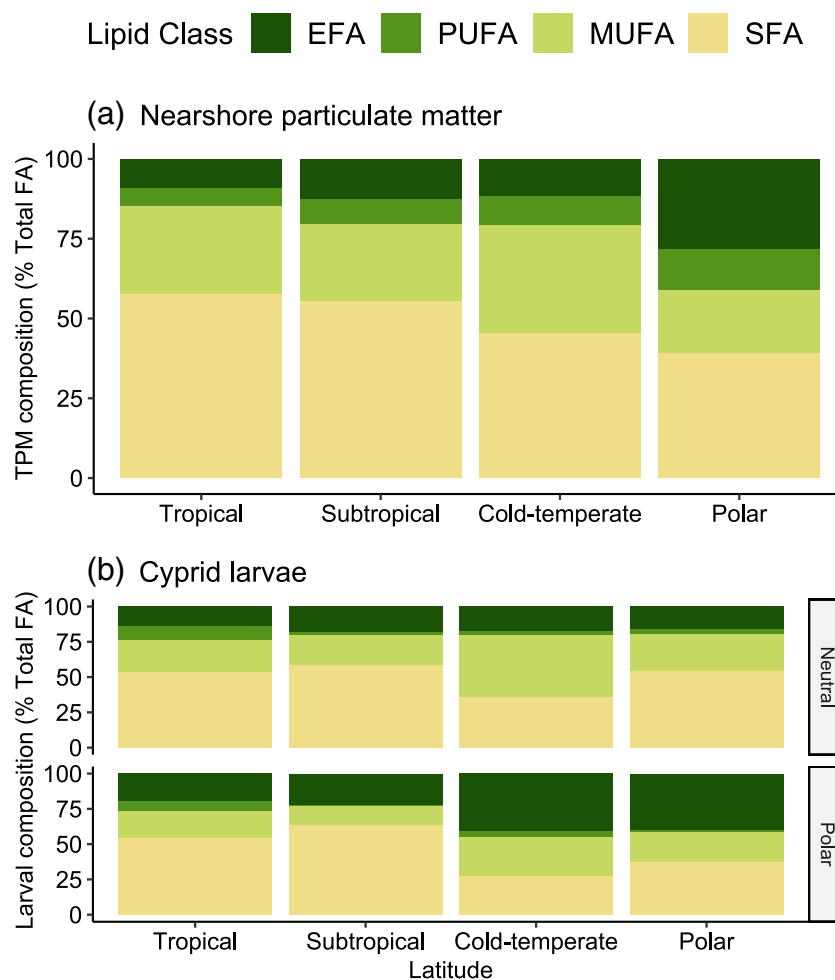 Lipid Class EFA PUFA MUFA SFA
(a) Nearshore particulate matter
TPM composition (% Total FA)
100
75
50
25
0
Tropical Subtropical Cold-temperate Polar
(b) Cyprid larvae
Larval composition (% Total FA)
100
75
50
25
0
Neutral
100
75
50
25
0
Polar
Tropical Subtropical Cold-temperate Polar
Latitude